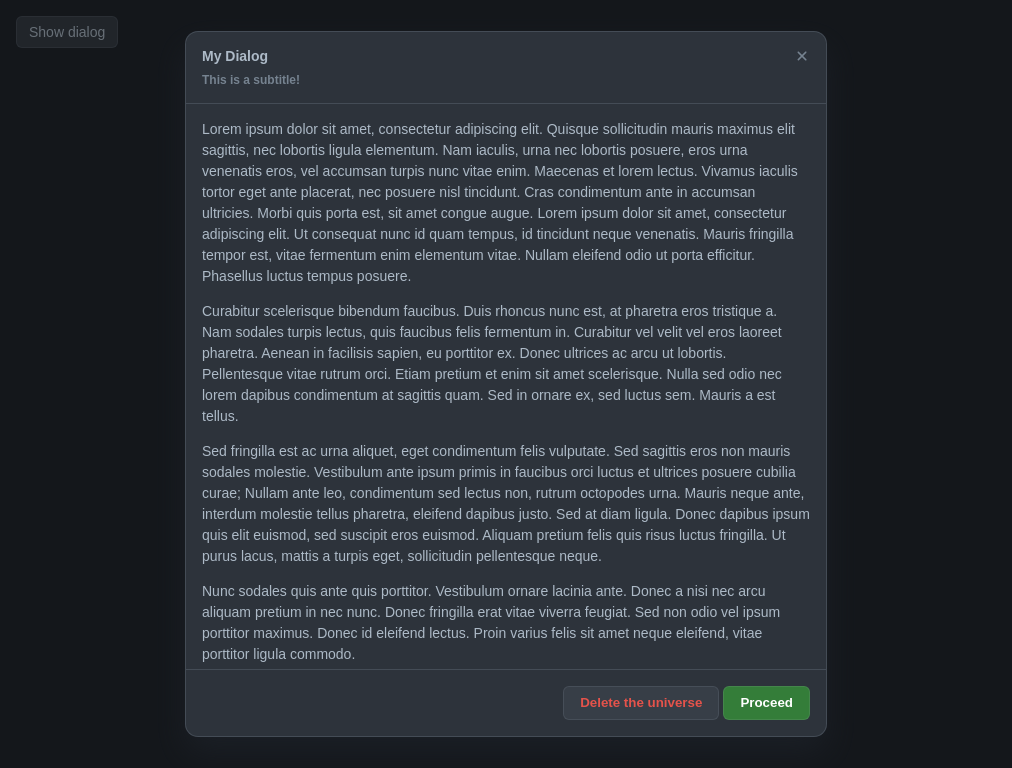 Show dialog
My Dialog
This is a subtitle!
Lorem ipsum dolor sit amet, consectetur adipiscing elit. Quisque sollicitudin mauris maximus elit
sagittis, nec lobortis ligula elementum. Nam iaculis, urna nec lobortis posuere, eros urna
venenatis eros, vel accumsan turpis nunc vitae enim. Maecenas et lorem lectus. Vivamus iaculis
tortor eget ante placerat, nec posuere nisl tincidunt. Cras condimentum ante in accumsan
ultricies. Morbi quis porta est, sit amet congue augue. Lorem ipsum dolor sit amet, consectetur
adipiscing elit. Ut consequat nunc id quam tempus, id tincidunt neque venenatis. Mauris fringilla
tempor est, vitae fermentum enim elementum vitae. Nullam eleifend odio ut porta efficitur.
Phasellus luctus tempus posuere.
Curabitur scelerisque bibendum faucibus. Duis rhoncus nunc est, at pharetra eros tristique a.
Nam sodales turpis lectus, quis faucibus felis fermentum in. Curabitur vel velit vel eros laoreet
pharetra. Aenean in facilisis sapien, eu porttitor ex. Donec ultrices ac arcu ut lobortis.
Pellentesque vitae rutrum orci. Etiam pretium et enim sit amet scelerisque. Nulla sed odio nec
lorem dapibus condimentum at sagittis quam. Sed in ornare ex, sed luctus sem. Mauris a est
tellus.
Sed fringilla est ac urna aliquet, eget condimentum felis vulputate. Sed sagittis eros non mauris
sodales molestie. Vestibulum ante ipsum primis in faucibus orci luctus et ultrices posuere cubilia
curae; Nullam ante leo, condimentum sed lectus non, rutrum octopodes urna. Mauris neque ante,
interdum molestie tellus pharetra, eleifend dapibus justo. Sed at diam ligula. Donec dapibus ipsum
quis elit euismod, sed suscipit eros euismod. Aliquam pretium felis quis risus luctus fringilla. Ut
purus lacus, mattis a turpis eget, sollicitudin pellentesque neque.
Nunc sodales quis ante quis porttitor. Vestibulum ornare lacinia ante. Donec a nisi nec arcu
aliquam pretium in nec nunc. Donec fringilla erat vitae viverra feugiat. Sed non odio vel ipsum
porttitor maximus. Donec id eleifend lectus. Proin varius felis sit amet neque eleifend, vitae
porttitor ligula commodo.
Delete the universe
Proceed